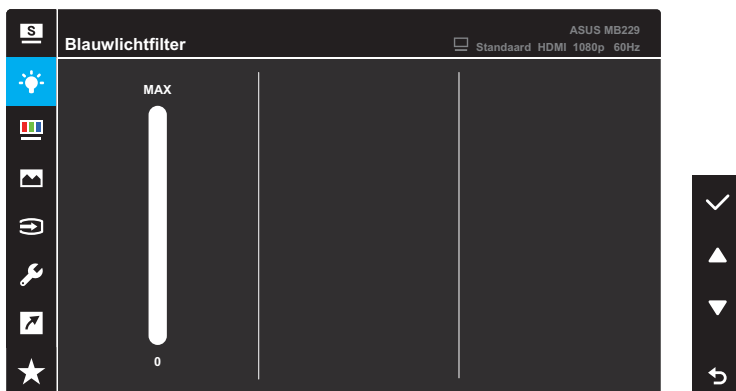 S
ASUS MB229
Blauwlichtfilter
Standaard HDMI 1080p 60Hz
MAX
0